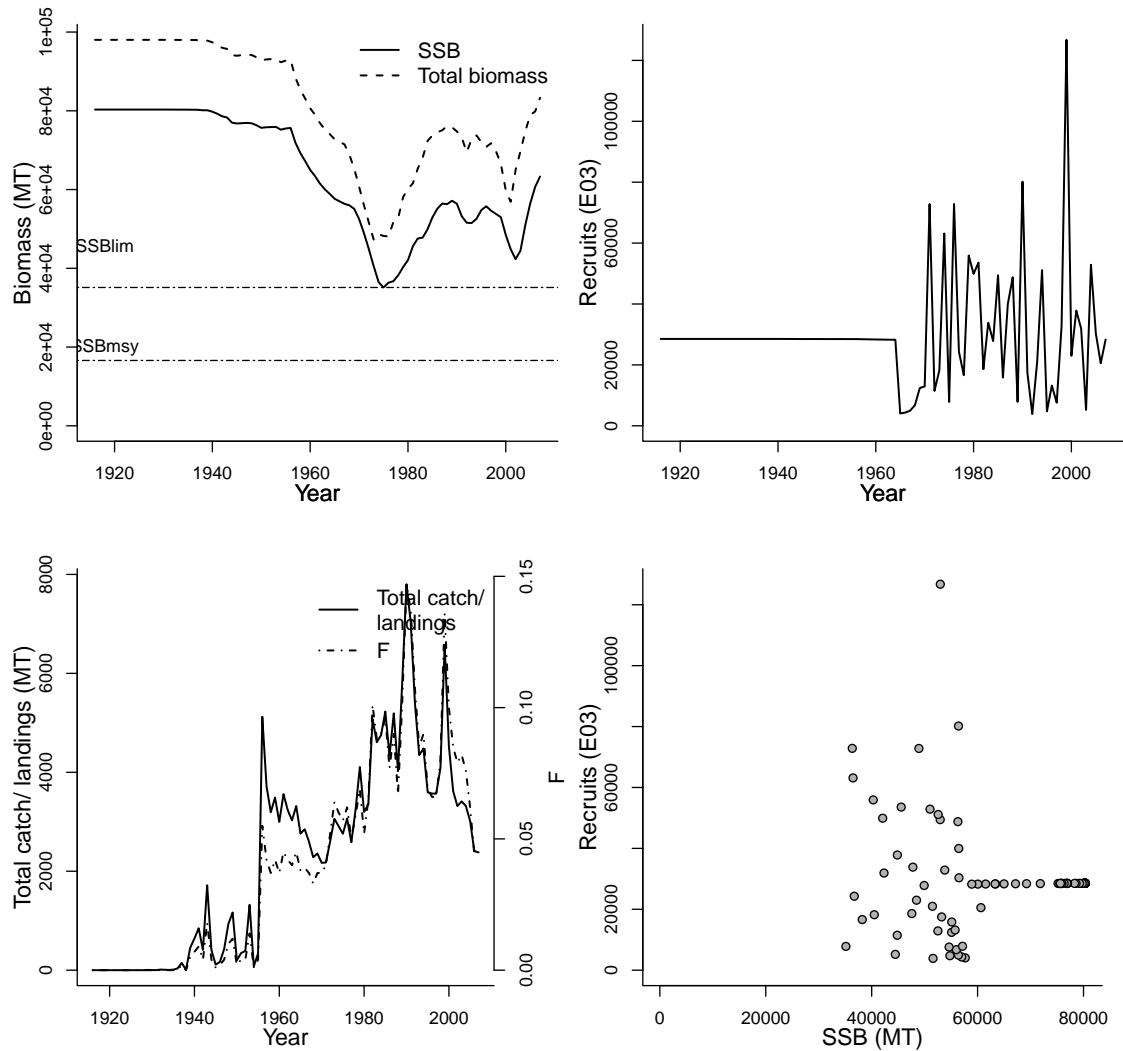 SSB
Total biomass
Biomass (MT)
0e+00
2e+04
4e+04
6e+04
8e+04
1e+05
SSBlim
SSBmsy
1920
1940
1960
1980
2000
Year
Recruits (E03)
0
20000
60000
100000
1920
1940
1960
1980
2000
Year
Total catch/ landings (MT)
0
2000
4000
6000
8000
Total catch/
landings
F
0.00
0.05
0.10
0.15
F
1920
1940
1960
1980
2000
Year
Recruits (E03)
0
20000
60000
100000
0
20000
40000
60000
80000
SSB (MT)